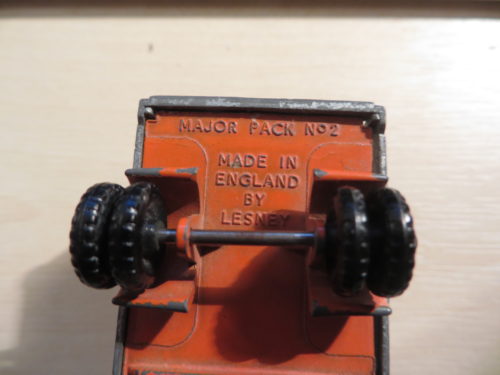 MAJOR PACK Nº2
MADE IN
ENGLAND
BY
LESNEY